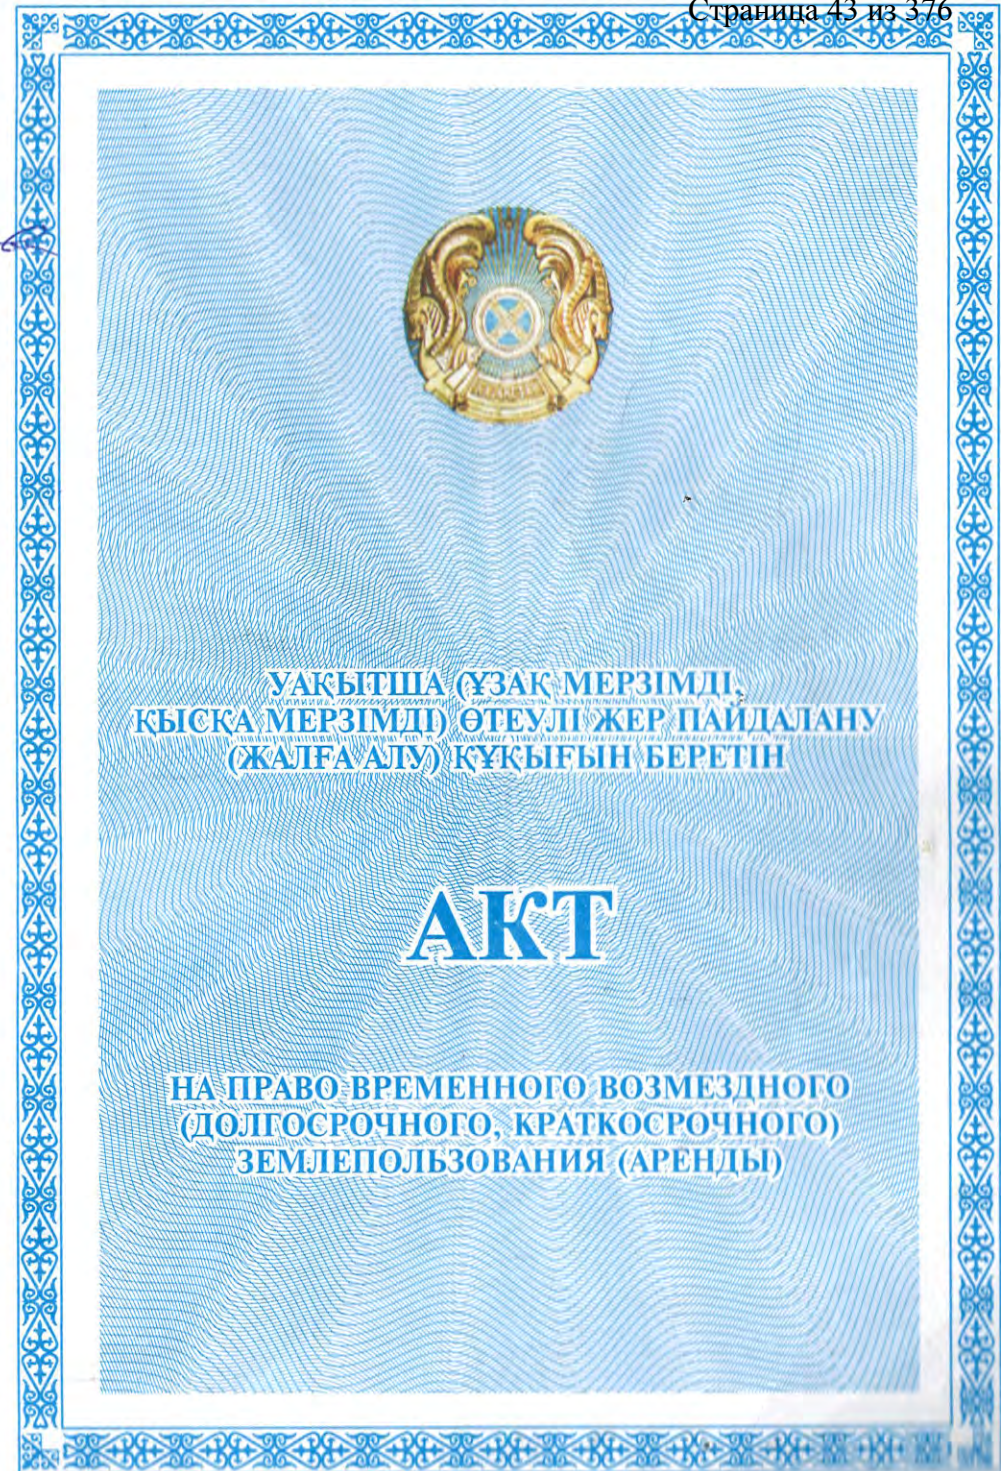 Страница 43 из 376
УАҚЫТША (ҰЗАҚ МЕРЗІМДІ,
ҚЫСҚА МЕРЗІМДІ) ӨТЕУЛІ ЖЕР ПАЙДАЛАНУ
(ЖАЛҒА АЛУ) ҚҰҚЫҒЫН БЕРЕТІН
АКТ
НА ПРАВО ВРЕМЕННОГО ВОЗМЕЗДНОГО
(ДОЛГОСРОЧНОГО, КРАТКОСРОЧНОГО)
ЗЕМЛЕПОЛЬЗОВАНИЯ (АРЕНДЫ)